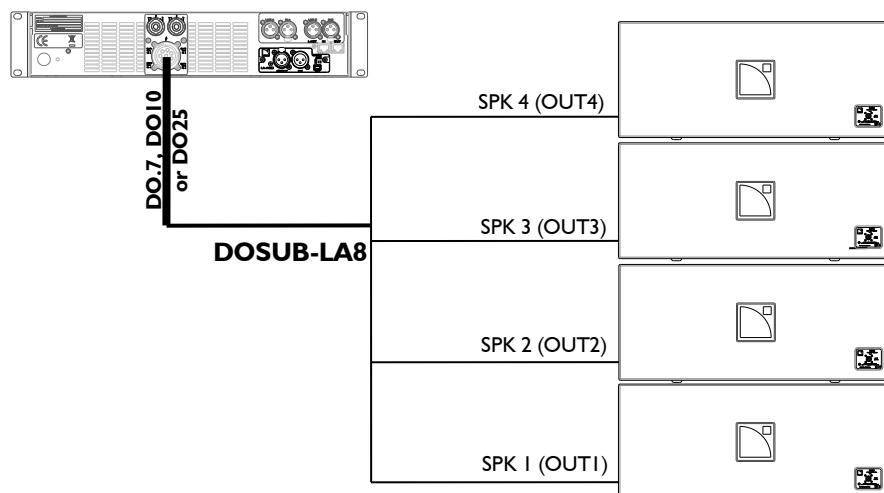 SPK 4 (OUT4)
DO.7, DO10
or DO25
SPK 3 (OUT3)
DOSUB-LA8
SPK 2 (OUT2)
SPK 1 (OUT1)